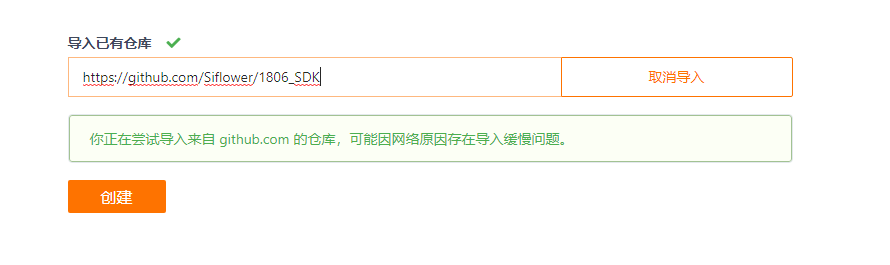 导入已有仓库
https://github.com/Siflower/1806_SDK
取消导入
你正在尝试导入来自 github.com 的仓库，可能因网络原因存在导入缓慢问题。
创建